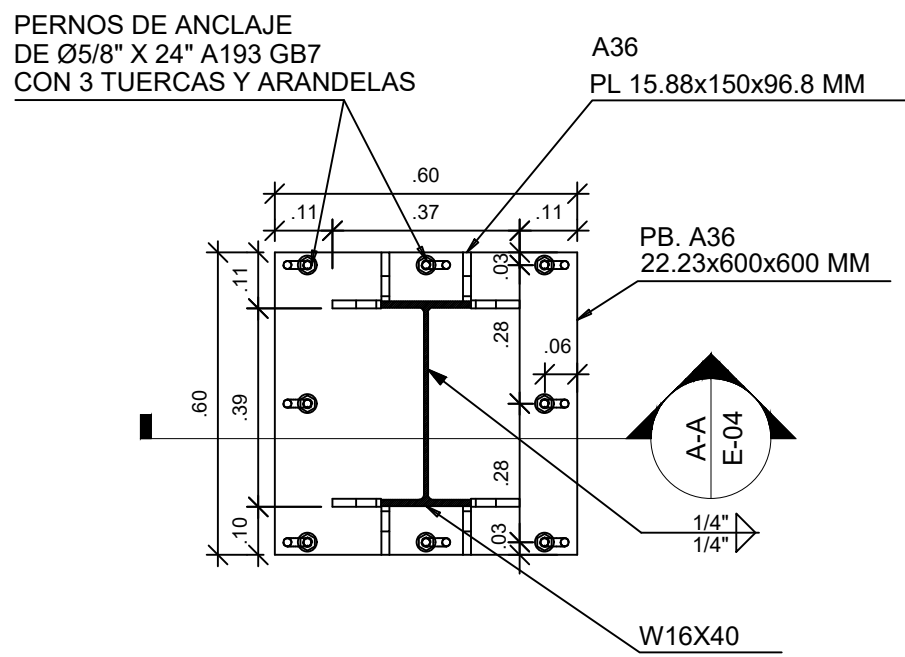 PERNOS DE ANCLAJE
DE Ø5/8" X 24" A193 GB7
CON 3 TUERCAS Y ARANDELAS
A36
PL 15.88x150x96.8 MM
.60
.11
.37
.11
PB. A36
22.23x600x600 MM
.11
.03
.28
.06
.60
.39
A-A
E-04
.28
.10
.03
1/4"
1/4"
W16X40